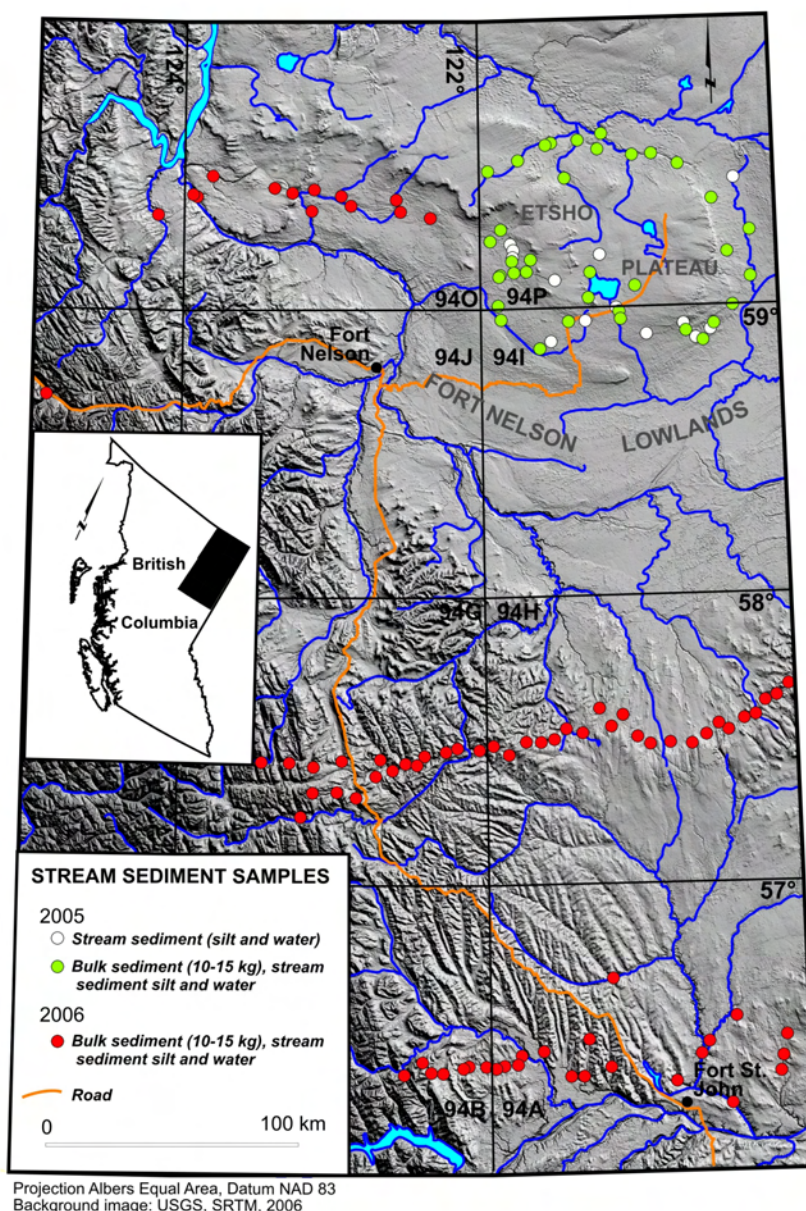 124°
122°
ETSHO
PLATEAU
94O
94P
59°
Fort
Nelson
94J
94I
FORT NELSON
LOWLANDS
British
Columbia
58°
94G
94H
57°
STREAM SEDIMENT SAMPLES
2005
Stream sediment (silt and water)
Bulk sediment (10-15 kg), stream
sediment silt and water
2006
Bulk sediment (10-15 kg), stream
sediment silt and water
Road
0
100 km
Fort St.
John
94B
94A
Projection Albers Equal Area, Datum NAD 83
Background image: USGS, SRTM, 2006